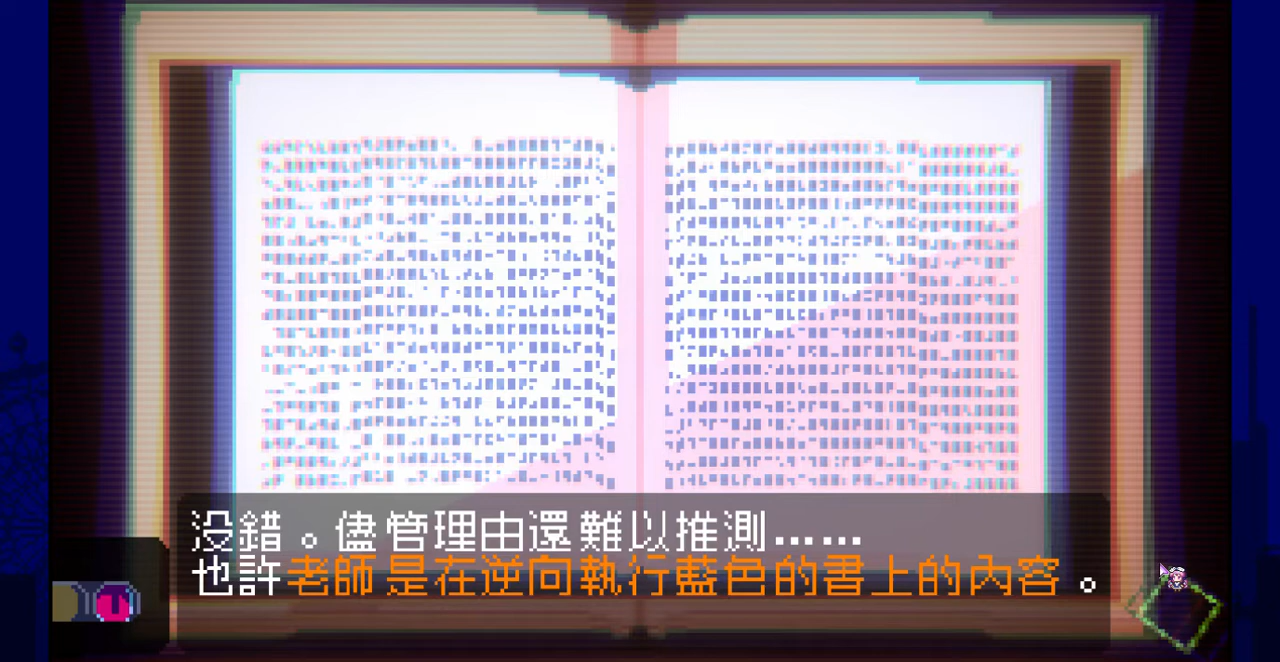 没錯。儘管理由還難以推測……
也許老師是在逆向執行藍色的書上的內容。